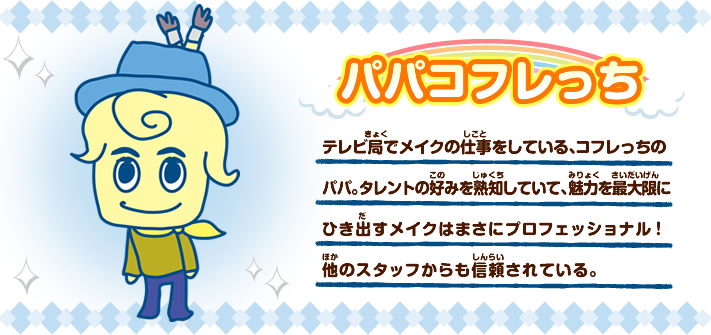 パパコフレっち
テレビ局でメイクの仕事をしている、コフレっちの
パパ。タレントの好みを熟知していて、魅力を最大限に
ひき出すメイクはまさにプロフェッショナル！
他のスタッフからも信頼されている。